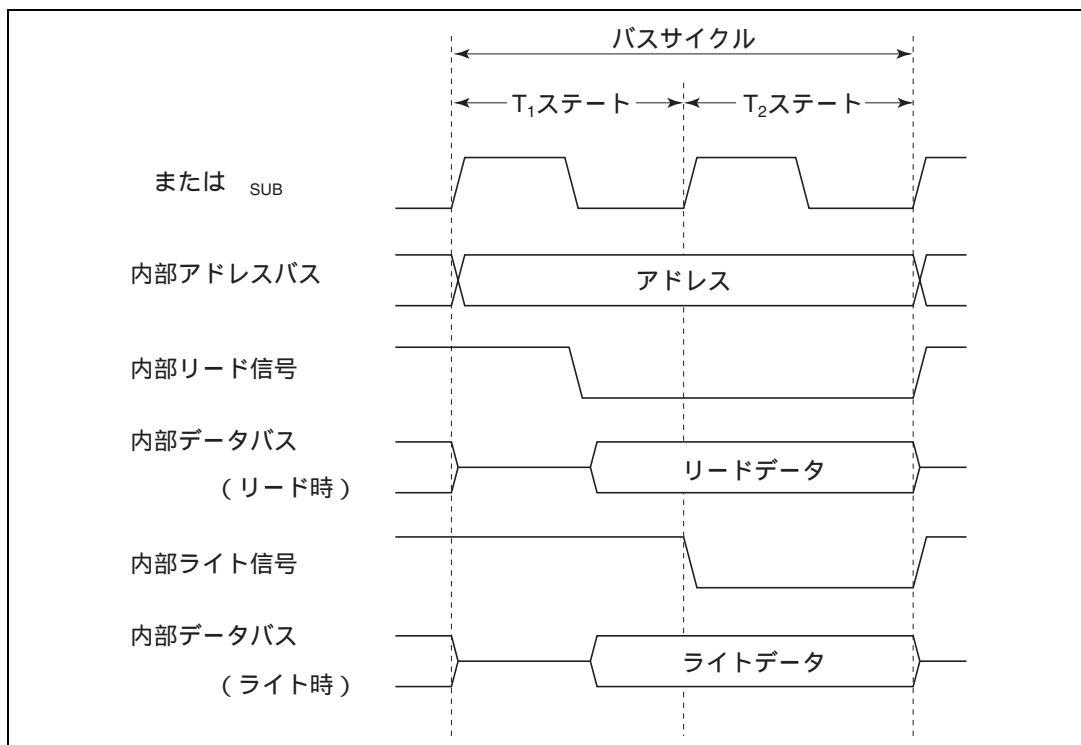 バスサイクル
T₁ステート T₂ステート
または SUB
内部アドレスバス アドレス
内部リード信号
内部データバス
(リード時) リードデータ
内部ライト信号
内部データバス
(ライト時) ライトデータ